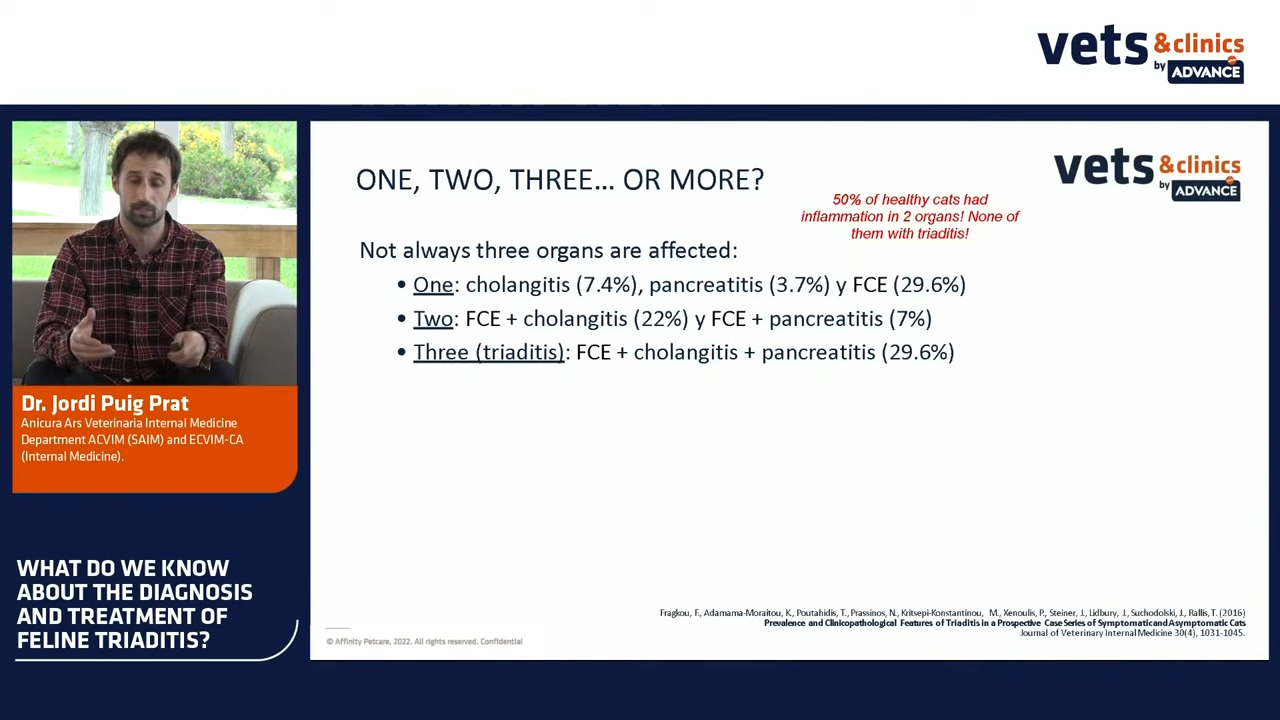 vets &clinics
by ADVANCE
vets &clinics
by ADVANCE
ONE, TWO, THREE... OR MORE?
50% of healthy cats had
inflammation in 2 organs! None of
them with triaditis!
Not always three organs are affected:
• One: cholangitis (7.4%), pancreatitis (3.7%) y FCE (29.6%)
• Two: FCE + cholangitis (22%) y FCE + pancreatitis (7%)
• Three (triaditis): FCE + cholangitis + pancreatitis (29.6%)
Dr. Jordi Puig Prat
Anicura Ars Veterinaria Internal Medicine
Department ACVIM (SAIM) and ECVIM-CA
(Internal Medicine).
WHAT DO WE KNOW
ABOUT THE DIAGNOSIS
AND TREATMENT OF
FELINE TRIADITIS?
Fragkou, F., Adamama-Moraitou, K., Poutahidis, T., Prassinos, N., Kritsepi-Konstantinou, M., Xenoulis, P., Steiner, J., Lidbury, J., Suchodolski, J., Rallis, T. (2016)
Prevalence and Clinicopathological Features of Triaditis in a Prospective Case Series of Symptomatic and Asymptomatic Cats
Journal of Veterinary Internal Medicine 30(4), 1031-1045.
© Affinity Petcare, 2022. All rights reserved. Confidential